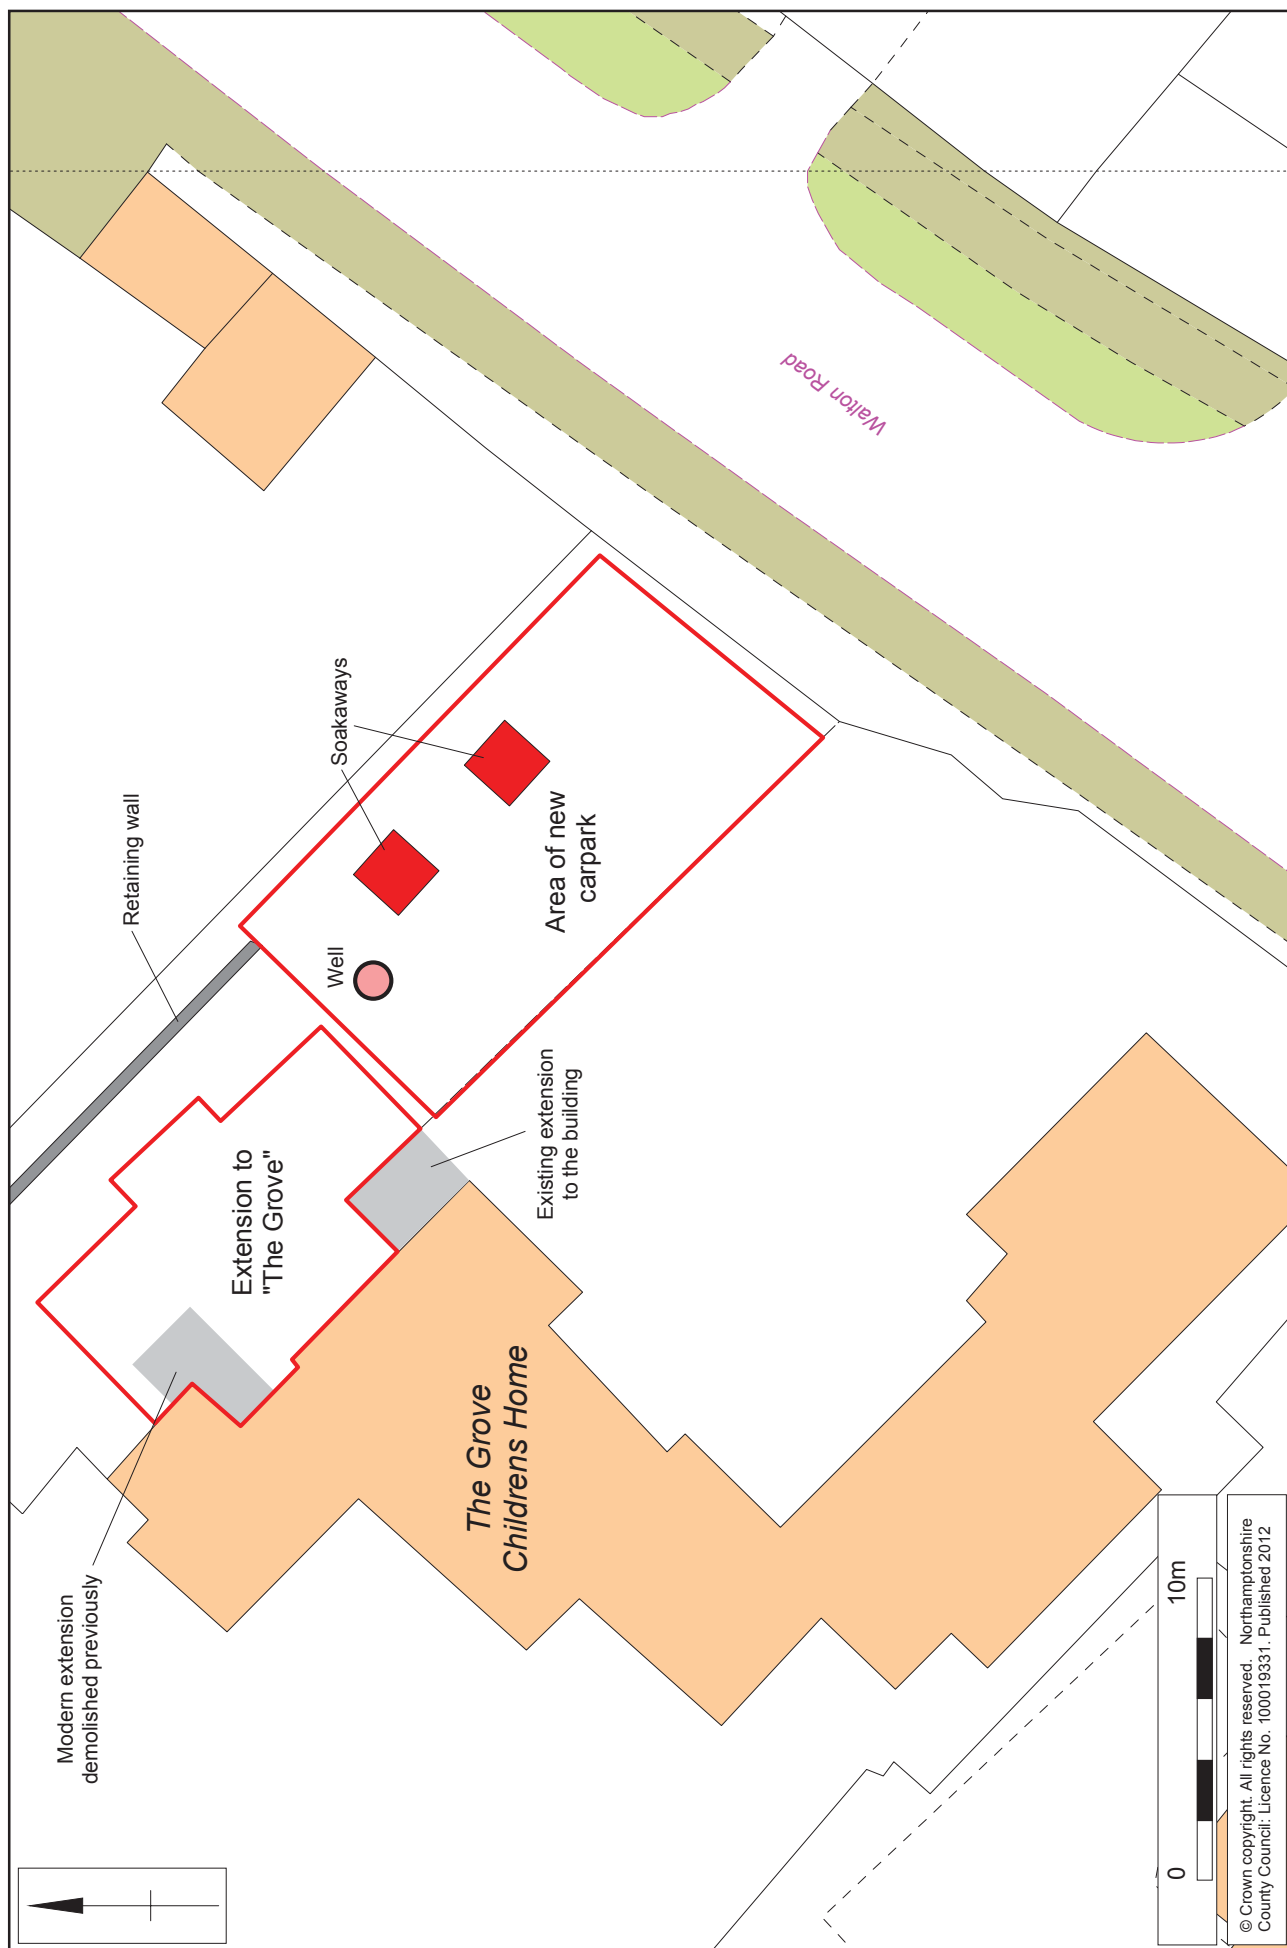 Modern extension
demolished previously
Extension to
"The Grove"
Retaining wall
Well
Soakaways
Existing extension
to the building
Area of new
carpark
The Grove
Childrens Home
Walton Road
0
10m
© Crown copyright. All rights reserved. Northamptonshire
County Council: Licence No. 100019331. Published 2012